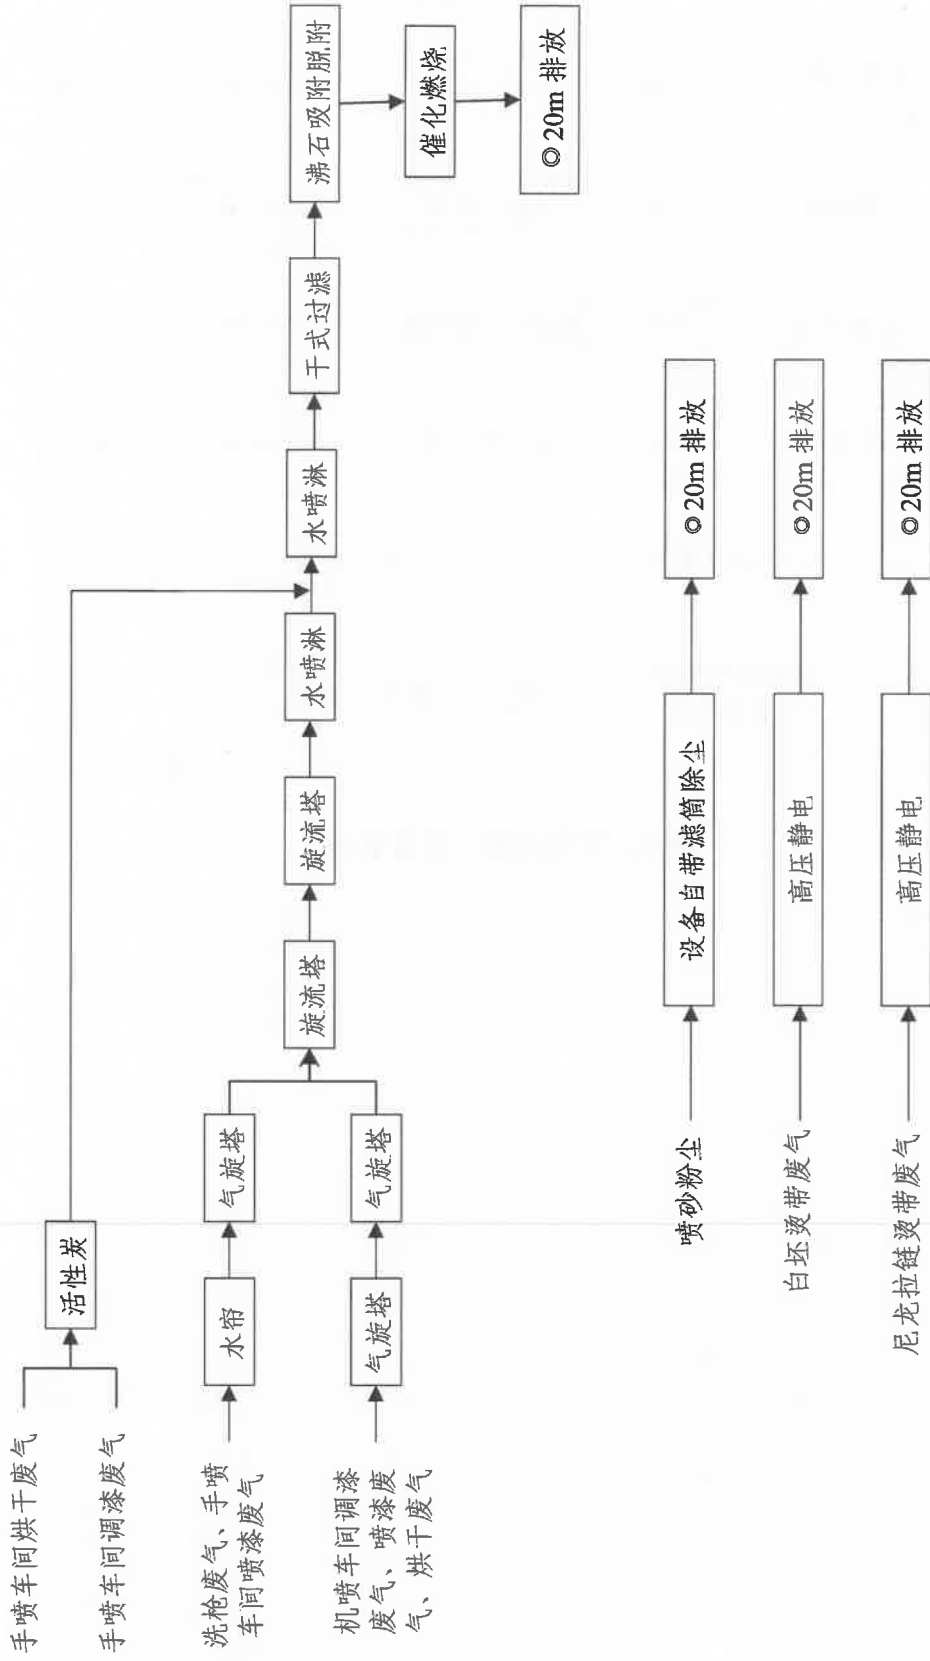 手喷车间烘干废气
手喷车间调漆废气
活性炭
洗枪废气、手喷
车间喷漆废气
水帘
气旋塔
机喷车间调漆
废气、喷漆废
气、烘干废气
气旋塔
气旋塔
旋流塔
旋流塔
水喷淋
水喷淋
干式过滤
沸石吸附脱附
催化燃烧
◎20m 排放
喷砂粉尘
设备自带滤筒除尘
◎20m 排放
白坯烫带废气
高压静电
◎20m 排放
尼龙拉链烫带废气
高压静电
◎20m 排放